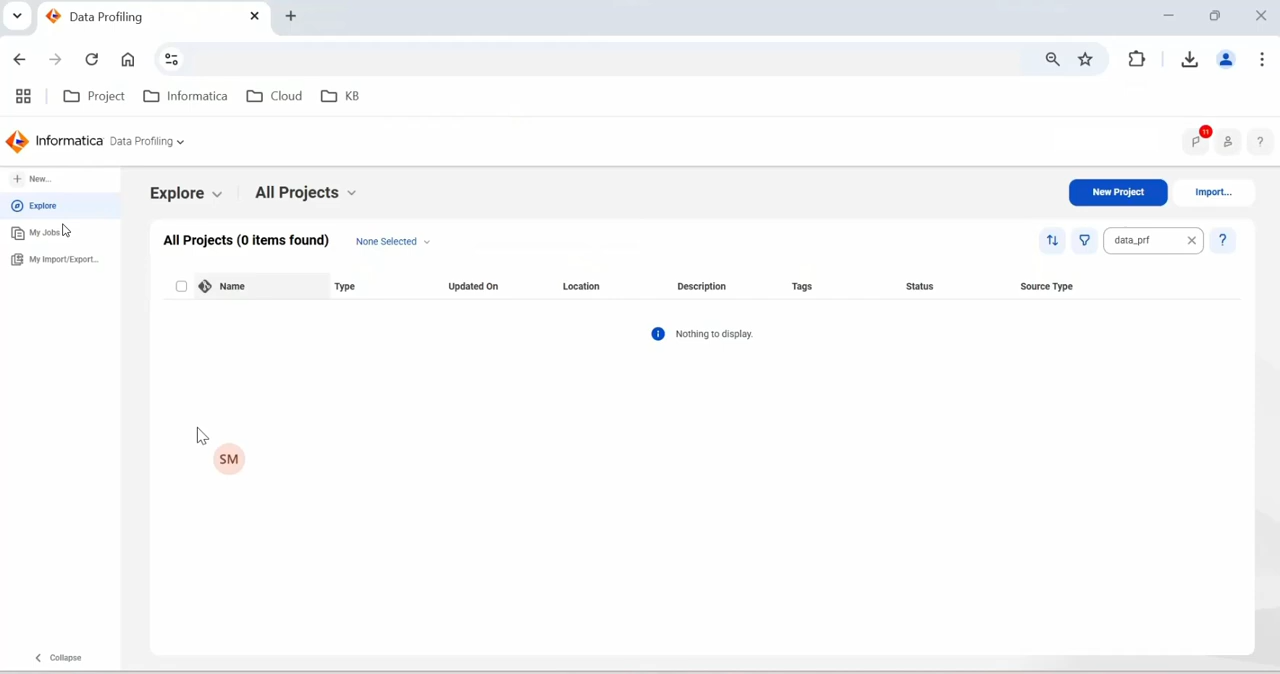 Data Profiling
Project Informatica Cloud KB
Informatica Data Profiling
11
?
New...
Explore
My Jobs
My Import/Export...
Explore All Projects
New Project Import...
All Projects (0 items found) None Selected
data_prf
?
Name Type Updated On Location Description Tags Status Source Type
Nothing to display.
SM
Collapse